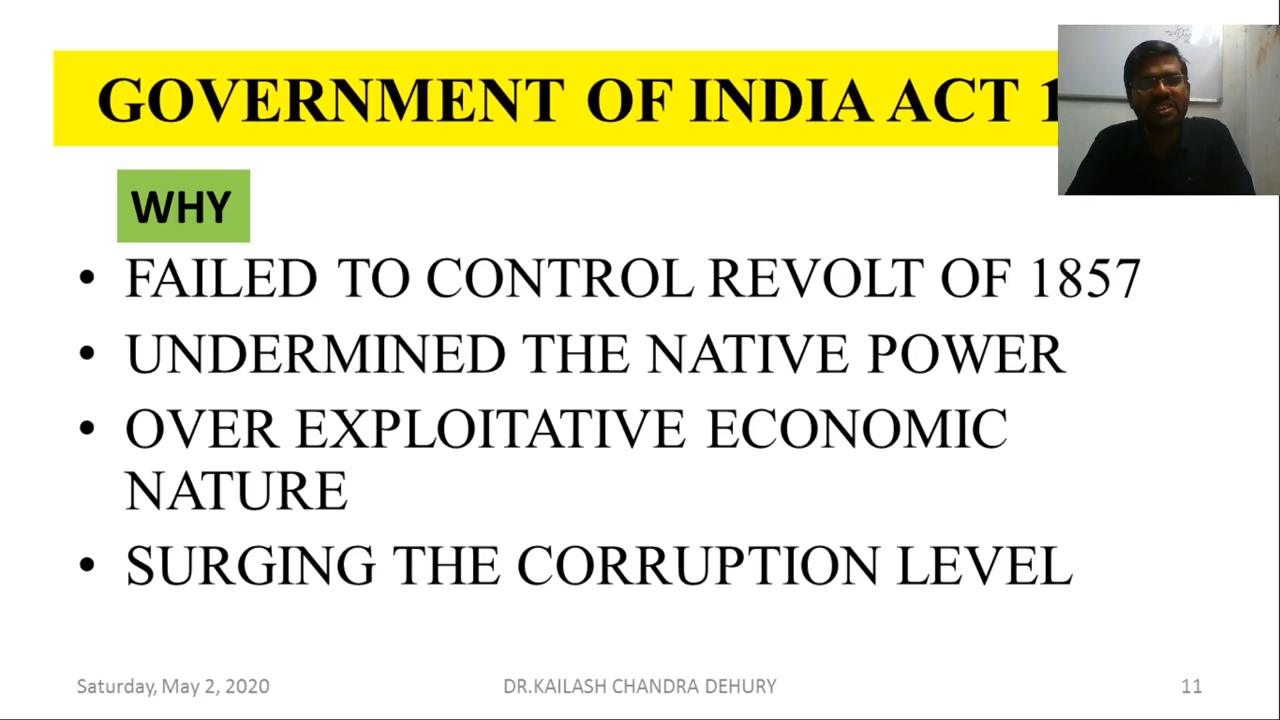 GOVERNMENT OF INDIA ACT 1
WHY
• FAILED TO CONTROL REVOLT OF 1857
• UNDERMINED THE NATIVE POWER
• OVER EXPLOITATIVE ECONOMIC
NATURE
• SURGING THE CORRUPTION LEVEL
Saturday, May 2, 2020 DR.KAILASH CHANDRA DEHURY 11